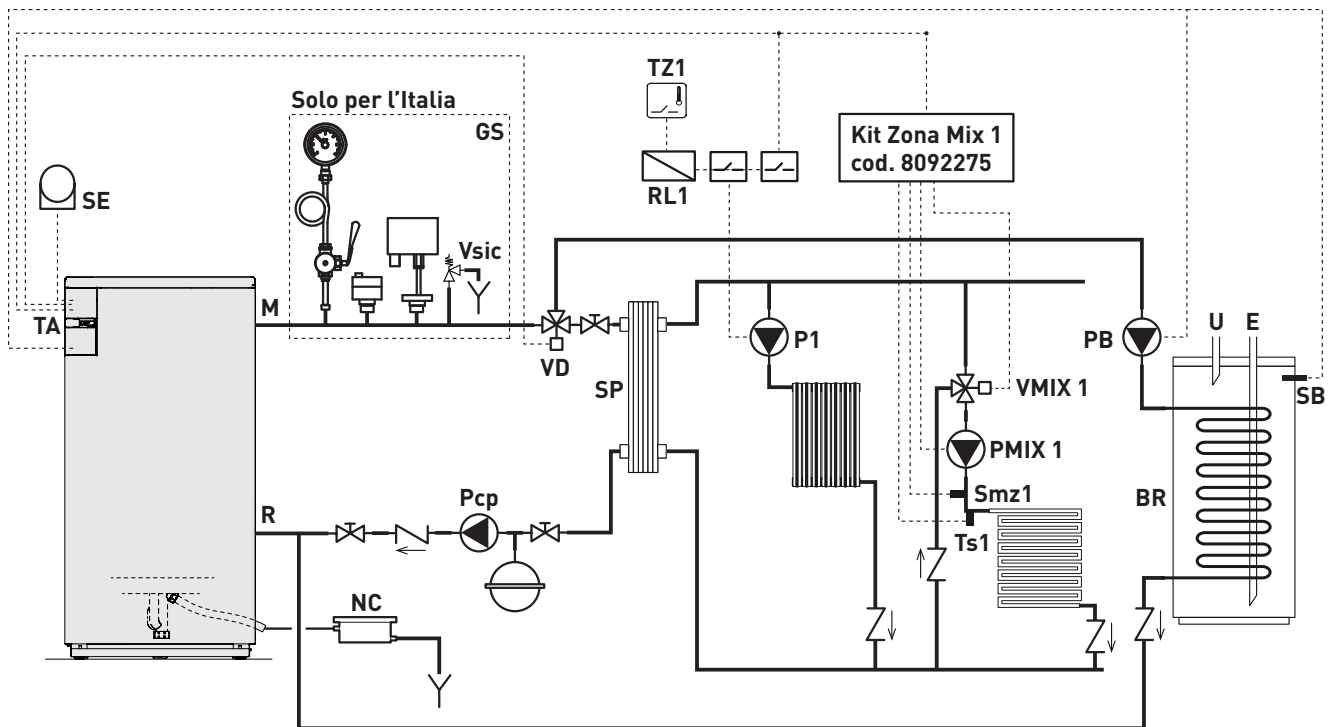 TZ1
Solo per l’Italia
GS
Kit Zona Mix 1
cod. 8092275
RL1
SE
Vsic
M
TA
VD
P1
PB
U
E
SP
VMIX 1
SB
PMIX 1
Smz1
BR
Pcp
R
Ts1
NC